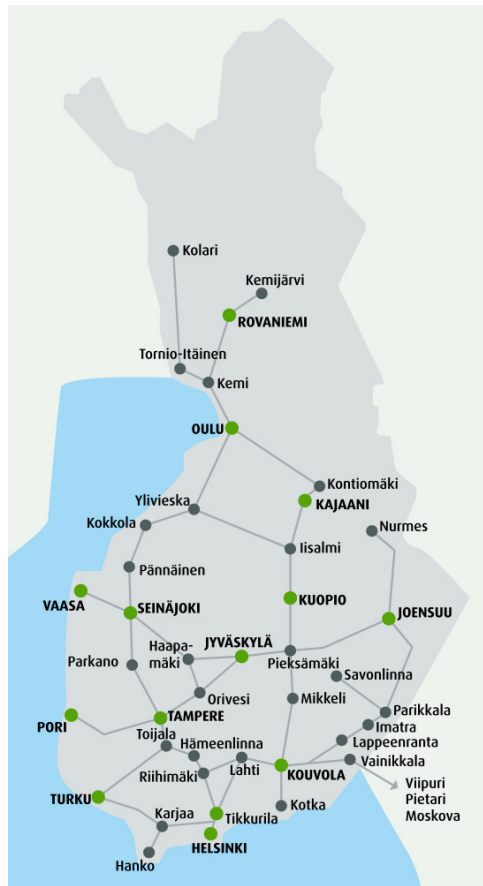 Kolari
Kemijärvi
ROVANIEMI
Tornio-Itäinen
Kemi
OULU
Kontiomäki
KAJAANI
Ylivieska
Kokkola
Nurmes
Iisalmi
Pännäinen
VAASA
SEINÄJOKI
KUOPIO
JOENSUU
JYVÄSKYLÄ
Haapa-
mäki
Parkano
Pieksämäki
Savonlinna
Orivesi
Mikkeli
Parikkala
PORI
TAMPERE
Imatra
Toijala
Hämeenlinna
Lappeenranta
Vainikkala
Riihimäki
Lahti
KOUVOLA
Viipuri
Pietari
Moskova
TURKU
Karjaa
Tikkurila
Kotka
HELSINKI
Hanko